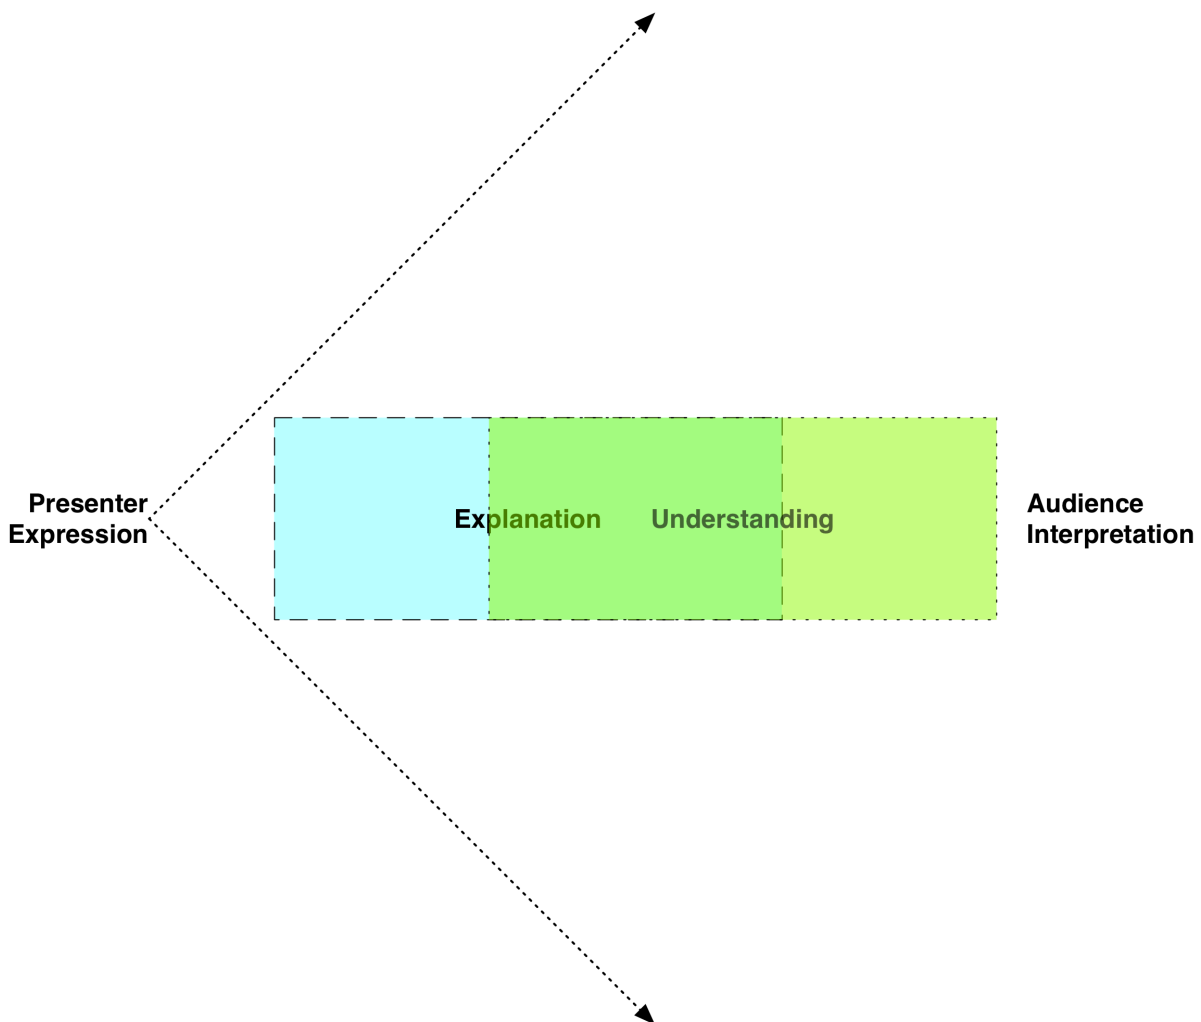 Presenter
Expression
Explanation
Understanding
Audience
Interpretation